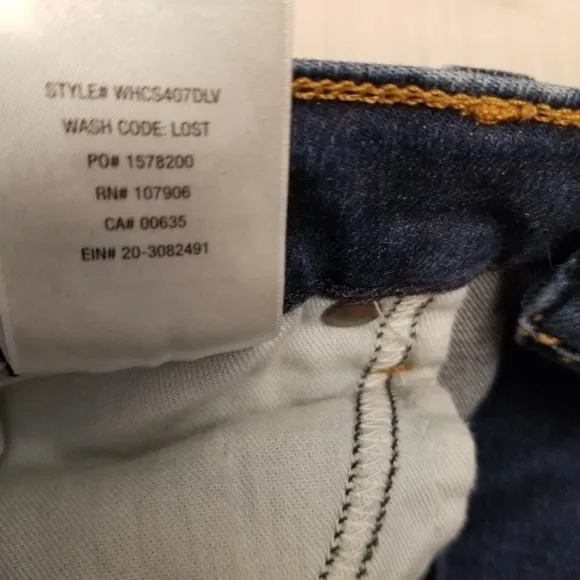 STYLE# WHCS407DLV
WASH CODE: LOST
PO# 1578200
RN# 107906
CA# 00635
EIN# 20-3082491